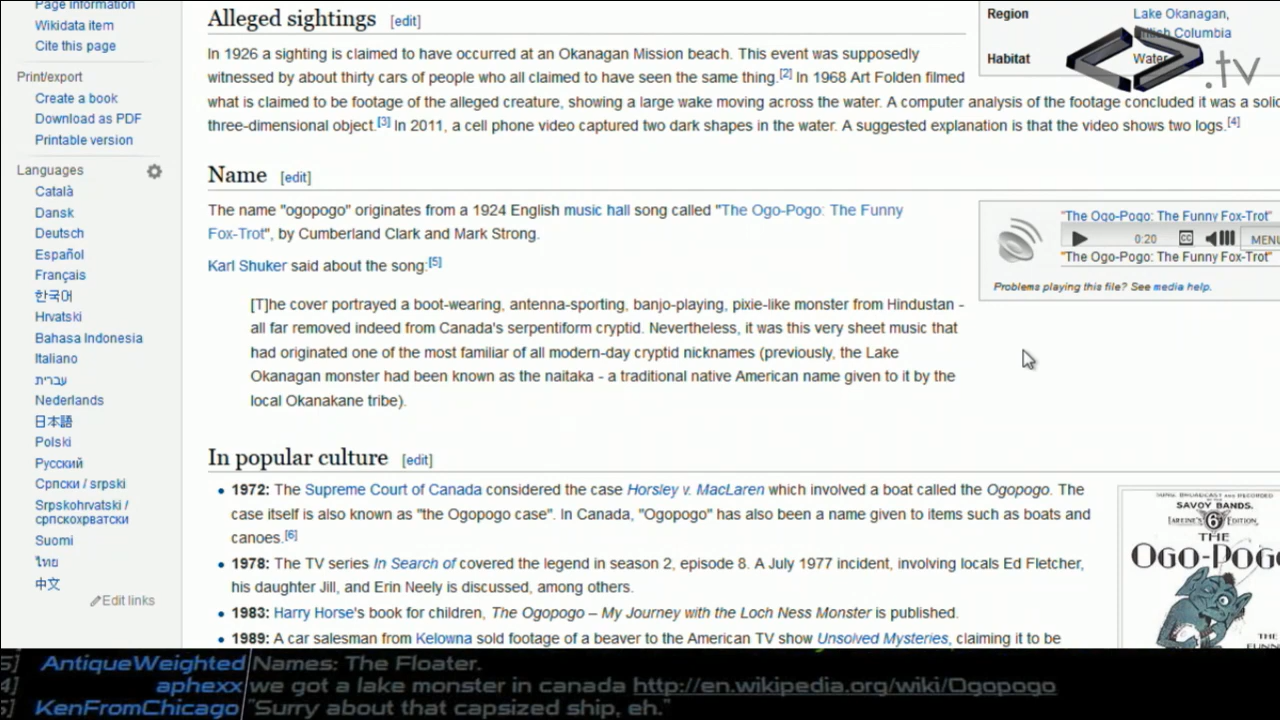 Page information
Wikidata item
Cite this page
Print/export
Create a book
Download as PDF
Printable version
Languages
Català
Dansk
Deutsch
Español
Français
한국어
Hrvatski
Bahasa Indonesia
Italiano
עברית
Nederlands
日本語
Polski
Русский
Српски / srpski
Srpskohrvatski /
српскохрватски
Suomi
ไทย
中文
Edit links
Alleged sightings [edit]
In 1926 a sighting is claimed to have occurred at an Okanagan Mission beach. This event was supposedly
witnessed by about thirty cars of people who all claimed to have seen the same thing.[2] In 1968 Art Folden filmed
what is claimed to be footage of the alleged creature, showing a large wake moving across the water. A computer analysis of the footage concluded it was a solid
three-dimensional object.[3] In 2011, a cell phone video captured two dark shapes in the water. A suggested explanation is that the video shows two logs.[4]
Region Lake Okanagan,
British Columbia
Habitat Water
.tv
Name [edit]
The name "ogopogo" originates from a 1924 English music hall song called "The Ogo-Pogo: The Funny
Fox-Trot", by Cumberland Clark and Mark Strong.
Karl Shuker said about the song:[5]
[T]he cover portrayed a boot-wearing, antenna-sporting, banjo-playing, pixie-like monster from Hindustan -
all far removed indeed from Canada's serpentiform cryptid. Nevertheless, it was this very sheet music that
had originated one of the most familiar of all modern-day cryptid nicknames (previously, the Lake
Okanagan monster had been known as the naitaka - a traditional native American name given to it by the
local Okanakane tribe).
"The Ogo-Pogo: The Funny Fox-Trot"
0:20 CC MENU
"The Ogo-Pogo: The Funny Fox-Trot"
Problems playing this file? See media help.
In popular culture [edit]
1972: The Supreme Court of Canada considered the case Horsley v. MacLaren which involved a boat called the Ogopogo. The
case itself is also known as "the Ogopogo case". In Canada, "Ogopogo" has also been a name given to items such as boats and
canoes.[6]
1978: The TV series In Search of covered the legend in season 2, episode 8. A July 1977 incident, involving locals Ed Fletcher,
his daughter Jill, and Erin Neely is discussed, among others.
1983: Harry Horse's book for children, The Ogopogo – My Journey with the Loch Ness Monster is published.
1989: A car salesman from Kelowna sold footage of a beaver to the American TV show Unsolved Mysteries, claiming it to be
SAVOY BANDS.
6d EDITION.
THE
OGO-POGO
THE
5] AntiqueWeighted Names: The Floater.
4] aphexx we got a lake monster in canada http://en.wikipedia.org/wiki/Ogopogo
5] KenFromChicago "Surry about that capsized ship, eh."